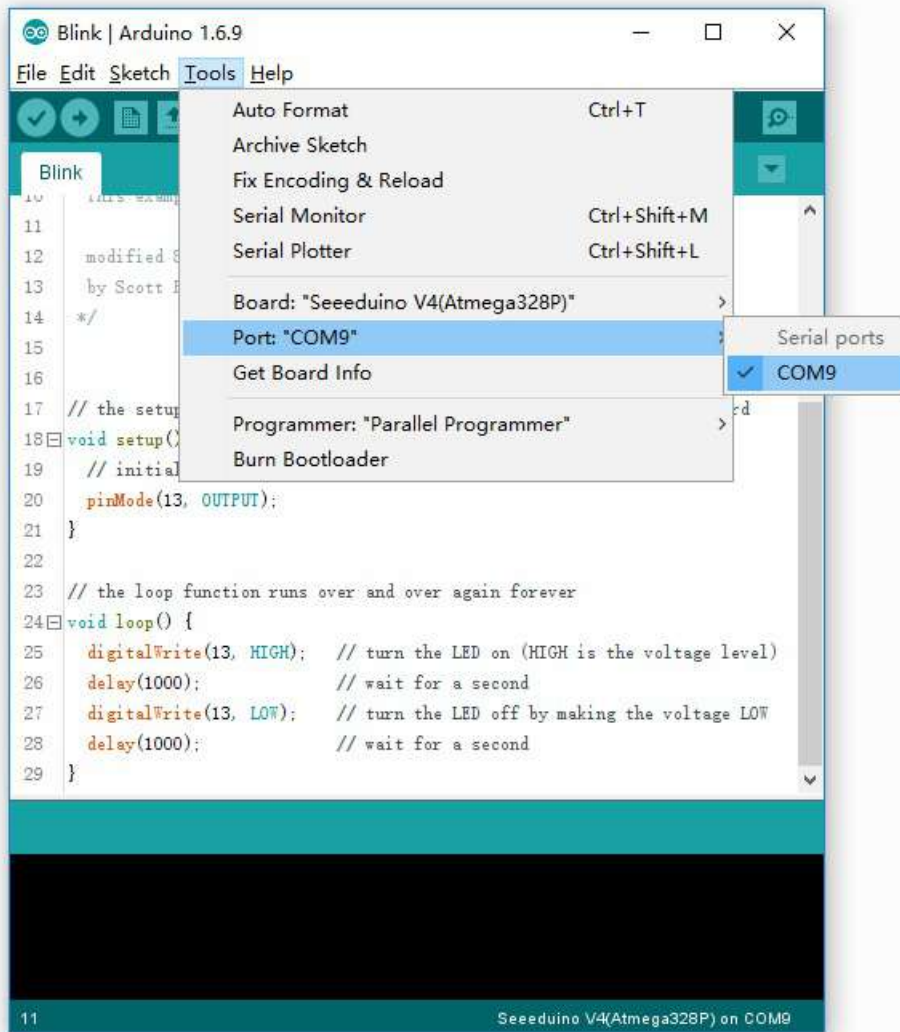 Blink | Arduino 1.6.9
File Edit Sketch Tools Help
Auto Format Ctrl+T
Archive Sketch
Blink
Fix Encoding & Reload
Serial Monitor Ctrl+Shift+M
Serial Plotter Ctrl+Shift+L
Board: "Seeeduino V4(Atmega328P)"
Port: "COM9"
Serial ports
Get Board Info
COM9
Programmer: "Parallel Programmer"
Burn Bootloader
10
11
12 modified
13 by Scott
14 */
15
16
17 // the setup
18 void setup()
19 //
20 pinMode(13, OUTPUT);
21 }
22
23 // the loop function runs over and over again forever
24 void loop() {
25 digitalWrite(13, HIGH); // turn the LED on (HIGH is the voltage level)
26 delay(1000); // wait for a second
27 digitalWrite(13, LOW); // turn the LED off by making the voltage LOW
28 delay(1000); // wait for a second
29 }
11 Seeeduino V4(Atmega328P) on COM9